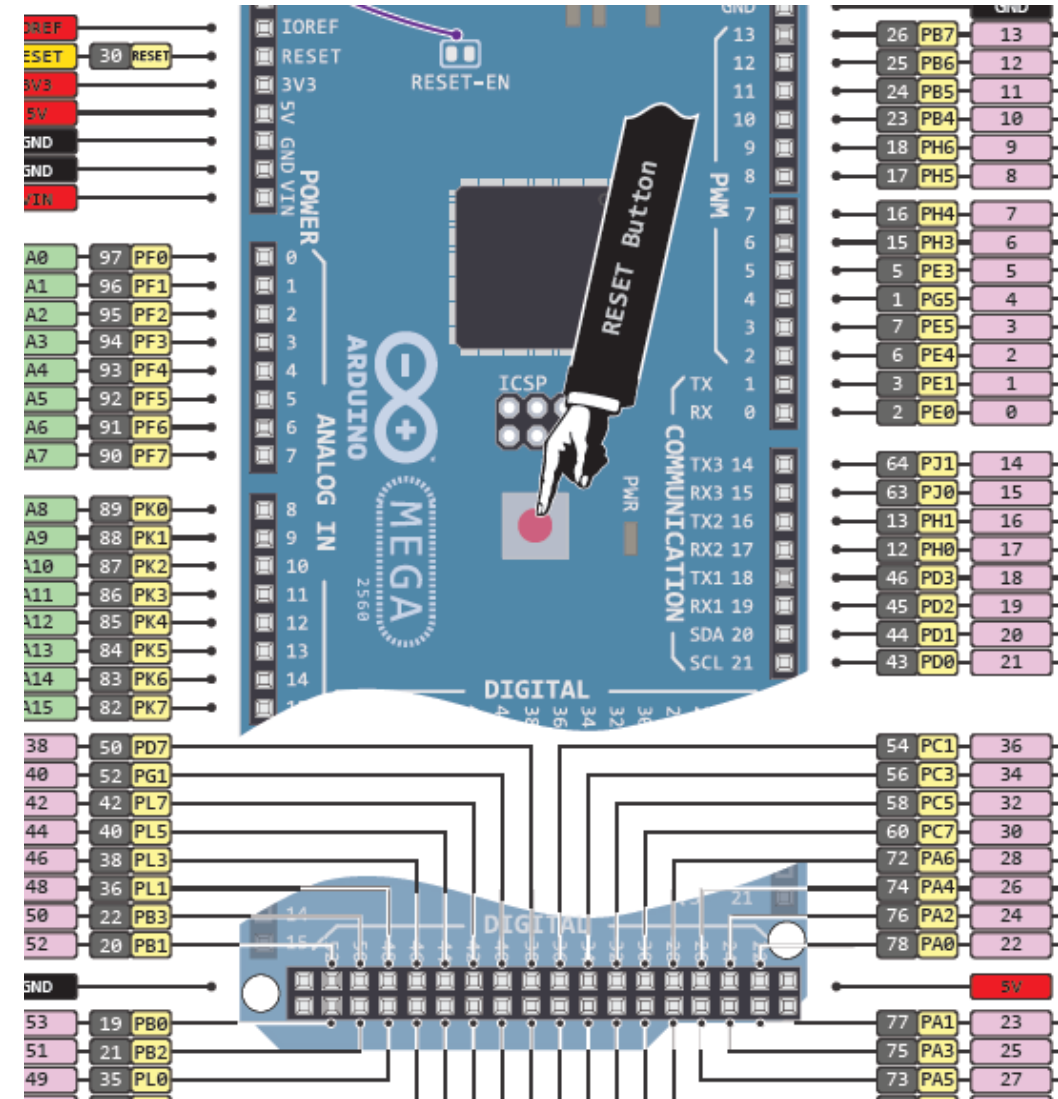 GND
IOREF
RESET 30 RESET
3V3
5V
GND
GND
VIN
A0 97 PF0
A1 96 PF1
A2 95 PF2
A3 94 PF3
A4 93 PF4
A5 92 PF5
A6 91 PF6
A7 90 PF7
A8 89 PK0
A9 88 PK1
A10 87 PK2
A11 86 PK3
A12 85 PK4
A13 84 PK5
A14 83 PK6
A15 82 PK7
38 50 PD7
40 52 PG1
42 42 PL7
44 40 PL5
46 38 PL3
48 36 PL1
50 22 PB3
52 20 PB1
GND
53 19 PB0
51 21 PB2
49 35 PL0
IOREF
RESET
3V3
5V
GND
VIN
POWER
0
1
2
3
4
5
6
7
8
9
10
11
12
13
14
ANALOG IN
RESET-EN
RESET Button
ICSP
ARDUINO
MEGA
2560
PWR
GND
13
12
11
10
9
8
7
6
5
4
3
2
PWM
TX 1
RX 0
TX3 14
RX3 15
TX2 16
RX2 17
TX1 18
RX1 19
SDA 20
SCL 21
COMMUNICATION
DIGITAL
38
36
34
32
14
15
21
DIGITAL
26 PB7 13
25 PB6 12
24 PB5 11
23 PB4 10
18 PH6 9
17 PH5 8
16 PH4 7
15 PH3 6
5 PE3 5
1 PG5 4
7 PE5 3
6 PE4 2
3 PE1 1
2 PE0 0
64 PJ1 14
63 PJ0 15
13 PH1 16
12 PH0 17
46 PD3 18
45 PD2 19
44 PD1 20
43 PD0 21
54 PC1 36
56 PC3 34
58 PC5 32
60 PC7 30
72 PA6 28
74 PA4 26
76 PA2 24
78 PA0 22
5V
77 PA1 23
75 PA3 25
73 PA5 27